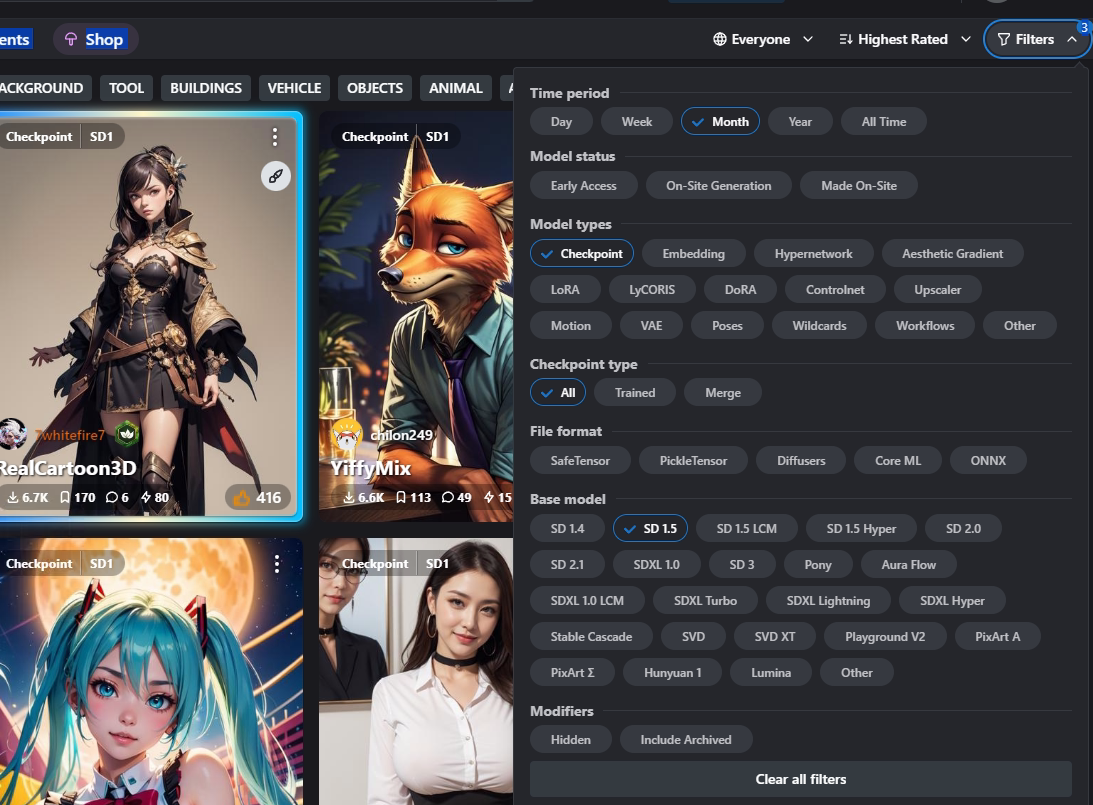 ents Shop Everyone Highest Rated Filters 3
ACKGROUND TOOL BUILDINGS VEHICLE OBJECTS ANIMAL A
Checkpoint SD1
7whitefire7
RealCartoon3D
6.7K 170 6 80 416
Checkpoint SD1
chilon249
YiffyMix
6.6K 113 49 15
Checkpoint SD1
Checkpoint SD1
Time period
Day Week Month Year All Time
Model status
Early Access On-Site Generation Made On-Site
Model types
Checkpoint Embedding Hypernetwork Aesthetic Gradient
LoRA LyCORIS DoRA Controlnet Upscaler
Motion VAE Poses Wildcards Workflows Other
Checkpoint type
All Trained Merge
File format
SafeTensor PickleTensor Diffusers Core ML ONNX
Base model
SD 1.4 SD 1.5 SD 1.5 LCM SD 1.5 Hyper SD 2.0
SD 2.1 SDXL 1.0 SD 3 Pony Aura Flow
SDXL 1.0 LCM SDXL Turbo SDXL Lightning SDXL Hyper
Stable Cascade SVD SVD XT Playground V2 PixArt A
PixArt Σ Hunyuan 1 Lumina Other
Modifiers
Hidden Include Archived
Clear all filters